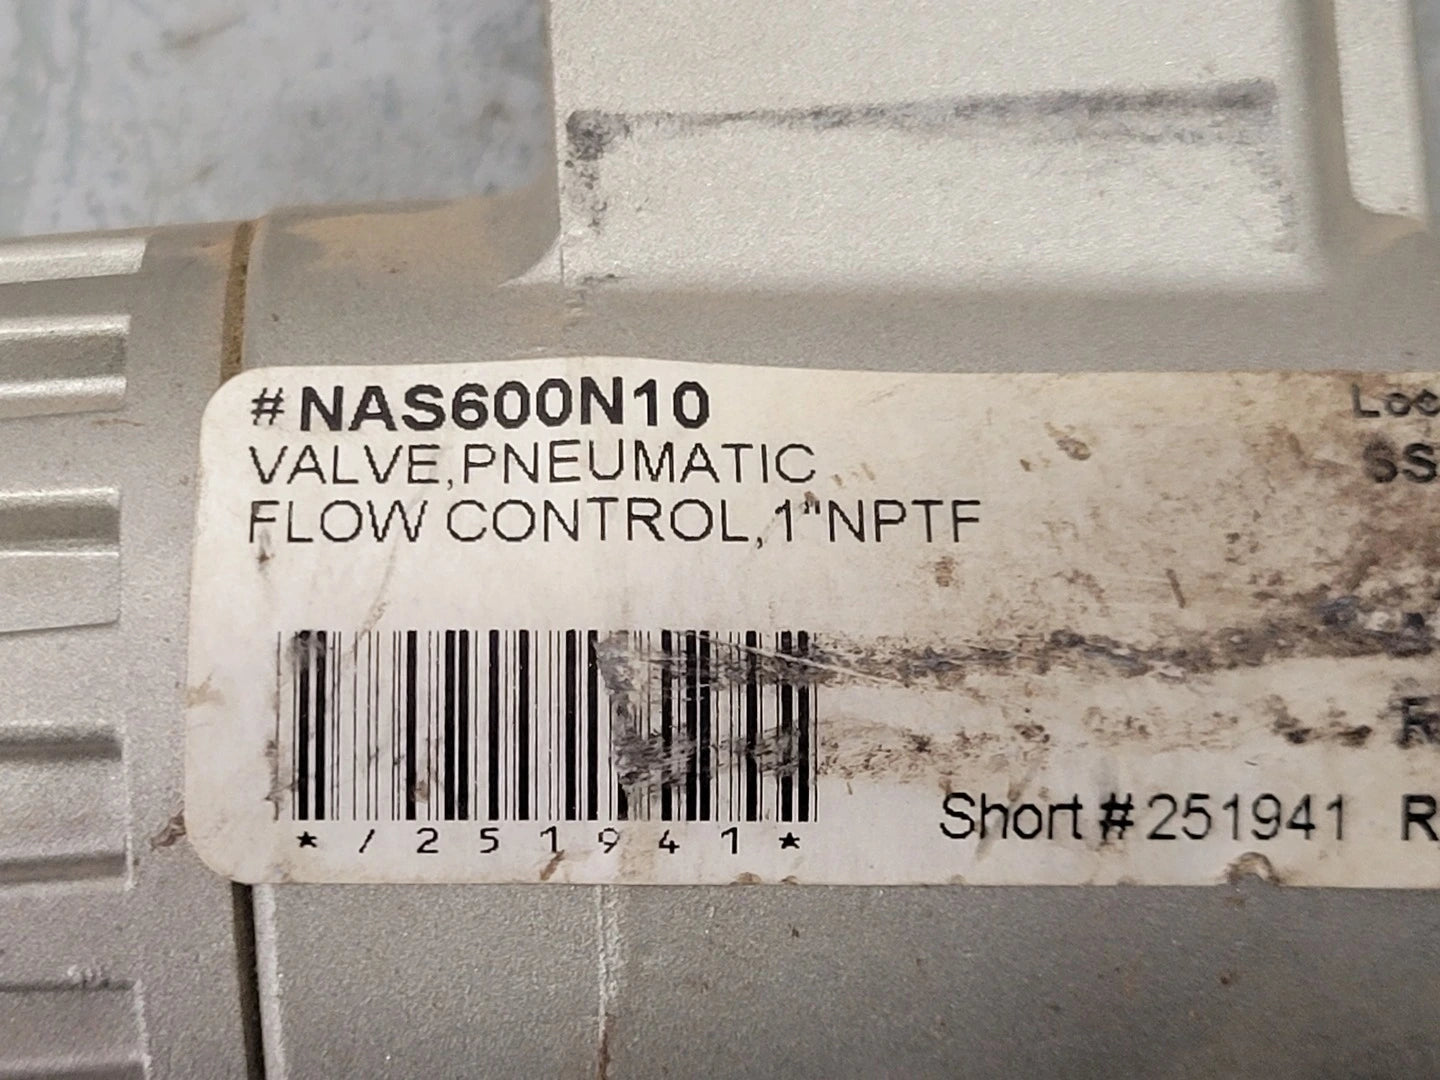 #NAS600N10
VALVE,PNEUMATIC
FLOW CONTROL,1"NPTF
*/251941*
Short # 251941